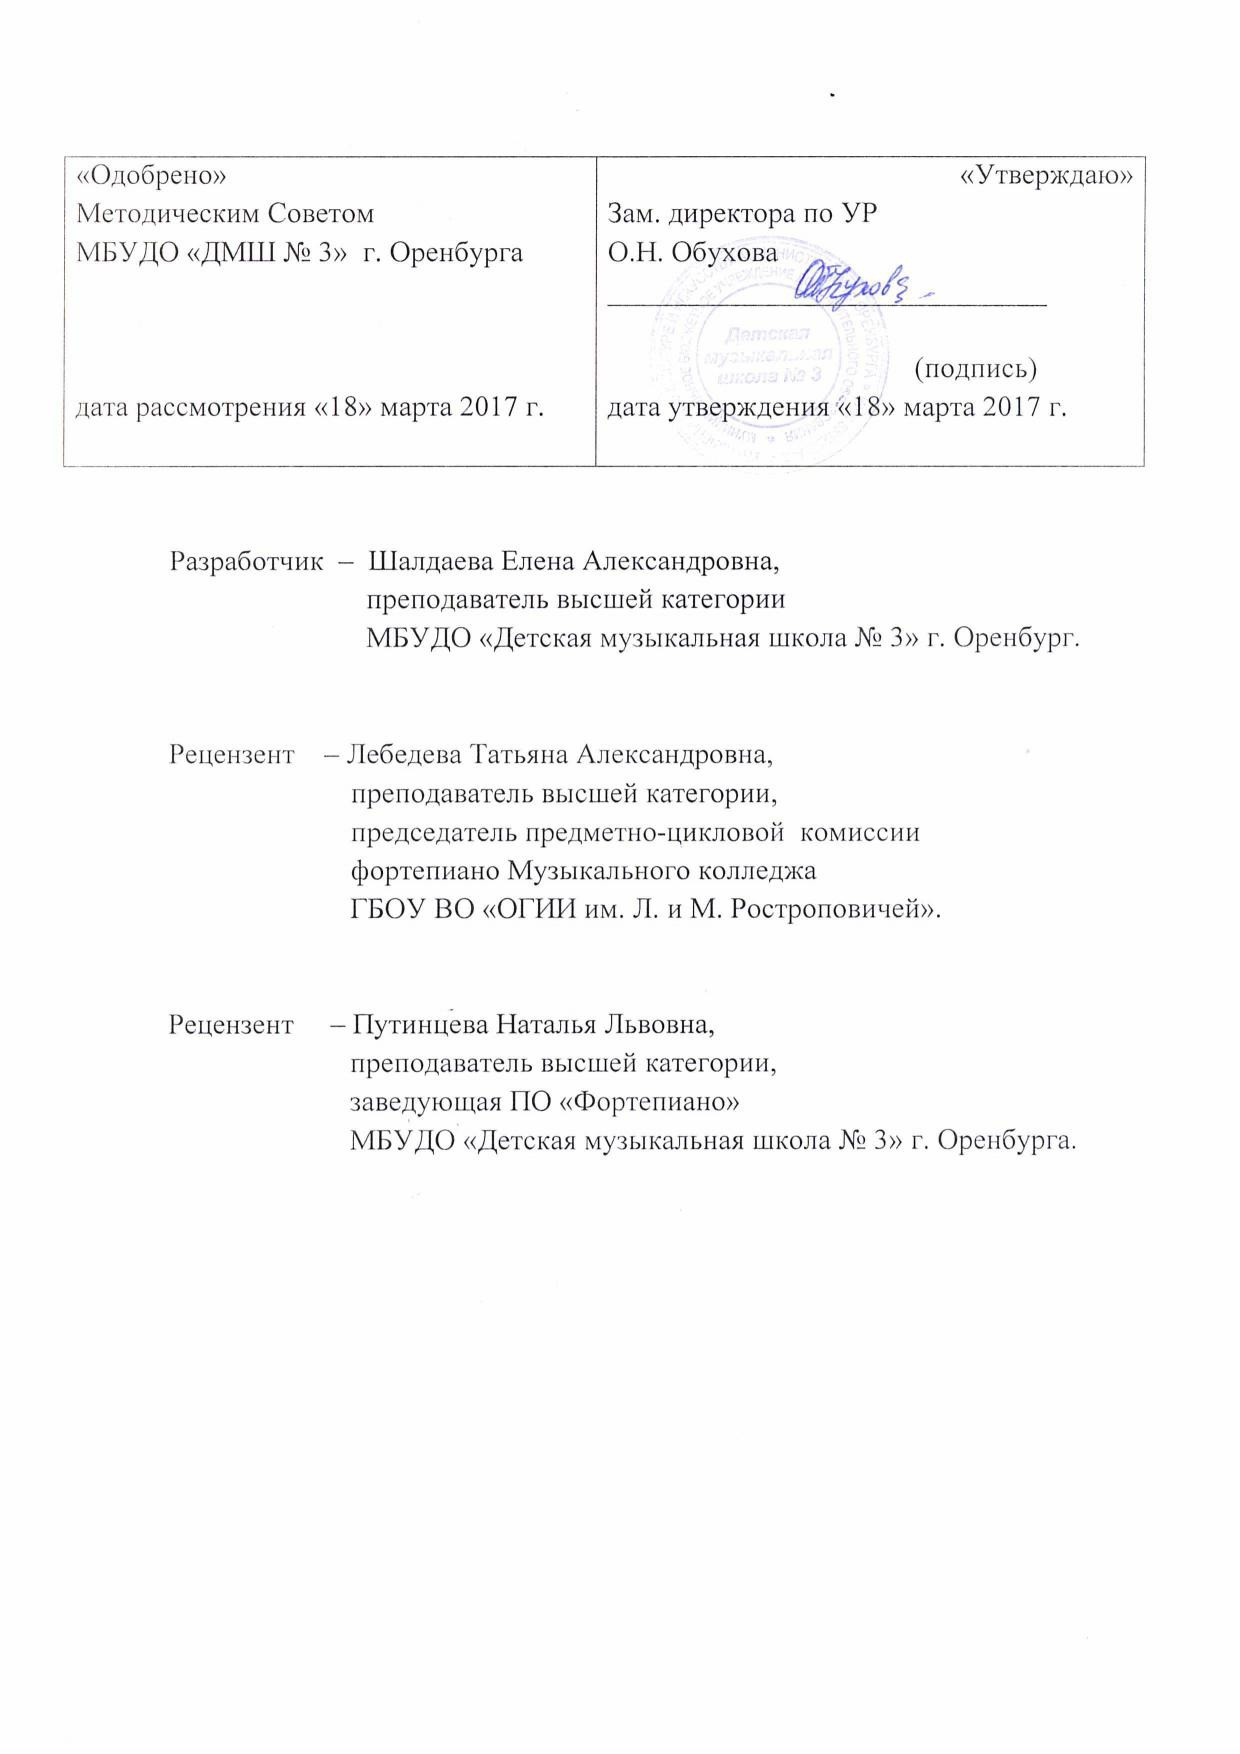 «Одобрено»
Методическим Советом
МБУДО «ДМШ № 3» г. Оренбурга
дата рассмотрения «18» марта 2017 г.
«Утверждаю»
Зам. директора по УР
О.Н. Обухова
(подпись)
дата утверждения «18» марта 2017 г.
Детская
музыкальная
школа № 3
Разработчик – Шалдаева Елена Александровна,
преподаватель высшей категории
МБУДО «Детская музыкальная школа № 3» г. Оренбург.
Рецензент – Лебедева Татьяна Александровна,
преподаватель высшей категории,
председатель предметно-цикловой комиссии
фортепиано Музыкального колледжа
ГБОУ ВО «ОГИИ им. Л. и М. Ростроповичей».
Рецензент – Путинцева Наталья Львовна,
преподаватель высшей категории,
заведующая ПО «Фортепиано»
МБУДО «Детская музыкальная школа № 3» г. Оренбурга.